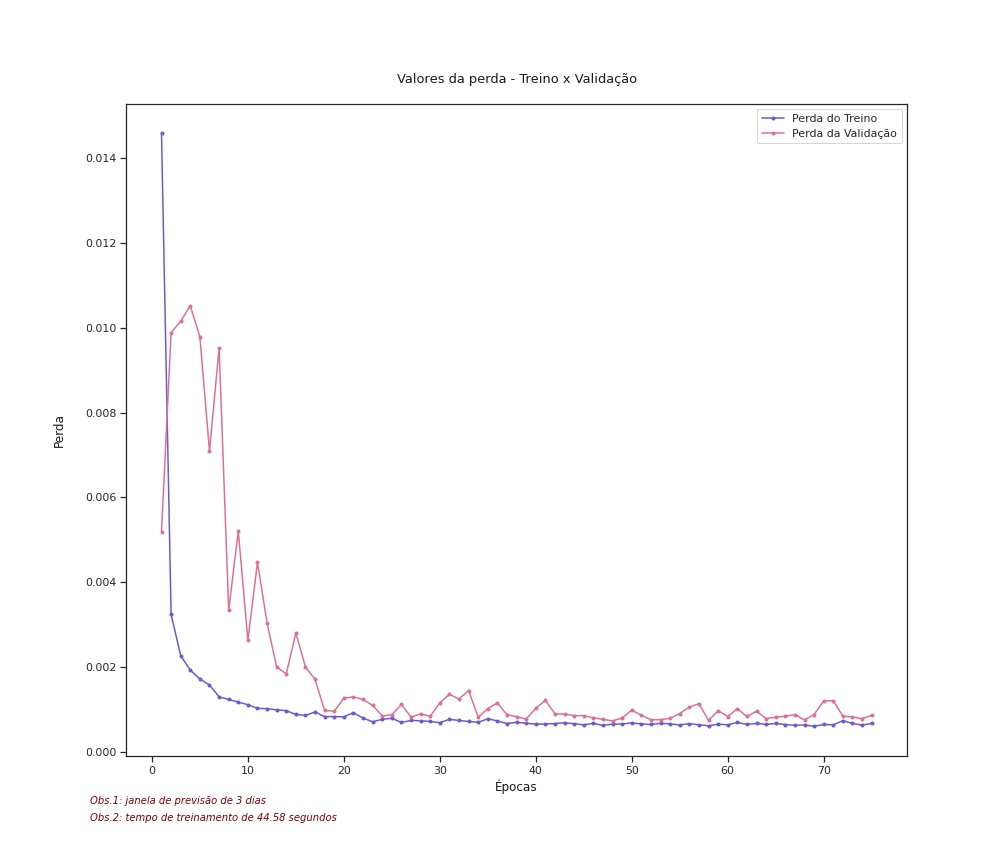 Valores da perda - Treino x Validação
Perda do Treino
Perda da Validação
0.014
0.012
0.010
0.008
0.006
0.004
0.002
0.000
Perda
0 10 20 30 40 50 60 70
Épocas
Obs.1: janela de previsão de 3 dias
Obs.2: tempo de treinamento de 44.58 segundos